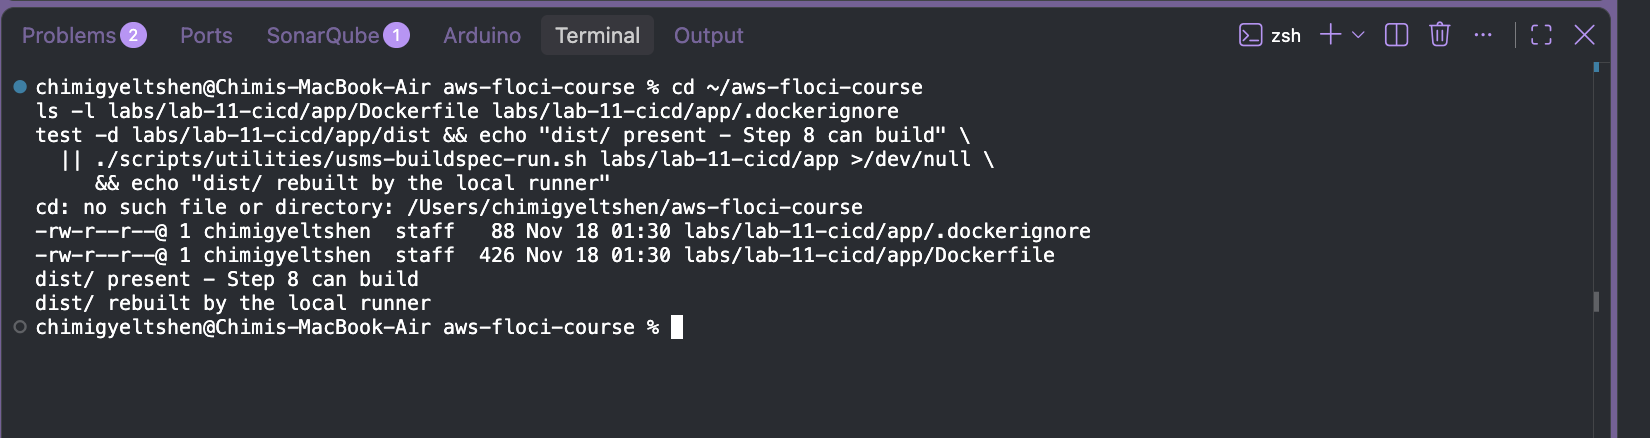 Problems 2 Ports SonarQube 1 Arduino Terminal Output zsh
chimigyeltshen@Chimis-MacBook-Air aws-floci-course % cd ~/aws-floci-course
ls -l labs/lab-11-cicd/app/Dockerfile labs/lab-11-cicd/app/.dockerignore
test -d labs/lab-11-cicd/app/dist && echo "dist/ present - Step 8 can build" \
  || ./scripts/utilities/usms-buildspec-run.sh labs/lab-11-cicd/app >/dev/null \
     && echo "dist/ rebuilt by the local runner"
cd: no such file or directory: /Users/chimigyeltshen/aws-floci-course
-rw-r--r--@ 1 chimigyeltshen  staff   88 Nov 18 01:30 labs/lab-11-cicd/app/.dockerignore
-rw-r--r--@ 1 chimigyeltshen  staff  426 Nov 18 01:30 labs/lab-11-cicd/app/Dockerfile
dist/ present - Step 8 can build
dist/ rebuilt by the local runner
chimigyeltshen@Chimis-MacBook-Air aws-floci-course %